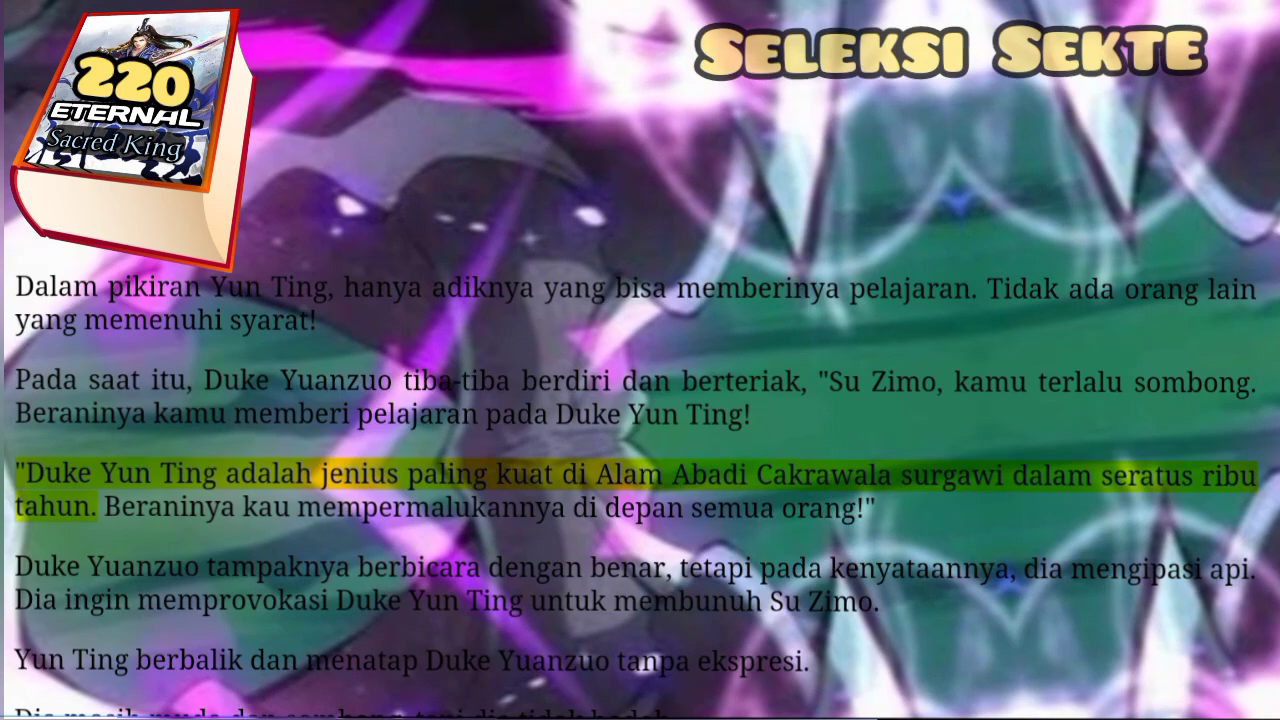 220
ETERNAL
Sacred King
SELEKSI SEKTE
Dalam pikiran Yun Ting, hanya adiknya yang bisa memberinya pelajaran. Tidak ada orang lain
yang memenuhi syarat!
Pada saat itu, Duke Yuanzuo tiba-tiba berdiri dan berteriak, "Su Zimo, kamu terlalu sombong.
Beraninya kamu memberi pelajaran pada Duke Yun Ting!
"Duke Yun Ting adalah jenius paling kuat di Alam Abadi Cakrawala surgawi dalam seratus ribu
tahun. Beraninya kau mempermalukannya di depan semua orang!"
Duke Yuanzuo tampaknya berbicara dengan benar, tetapi pada kenyataannya, dia mengipasi api.
Dia ingin memprovokasi Duke Yun Ting untuk membunuh Su Zimo.
Yun Ting berbalik dan menatap Duke Yuanzuo tanpa ekspresi.